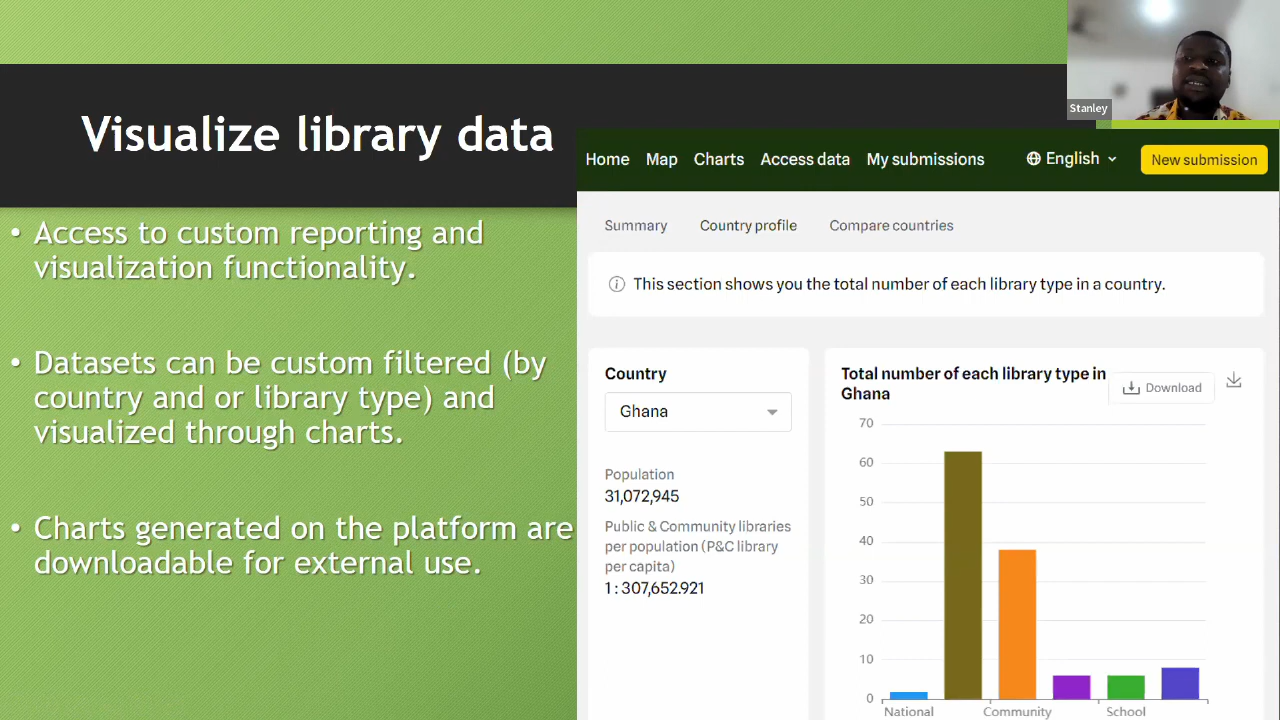 Stanley
Visualize library data
• Access to custom reporting and
visualization functionality.
• Datasets can be custom filtered (by
country and or library type) and
visualized through charts.
• Charts generated on the platform are
downloadable for external use.
Home Map Charts Access data My submissions English New submission
Summary Country profile Compare countries
This section shows you the total number of each library type in a country.
Country
Ghana
Population
31,072,945
Public & Community libraries
per population (P&C library
per capita)
1 : 307,652.921
Total number of each library type in
Ghana
Download
70
60
50
40
30
20
10
0
National Community School